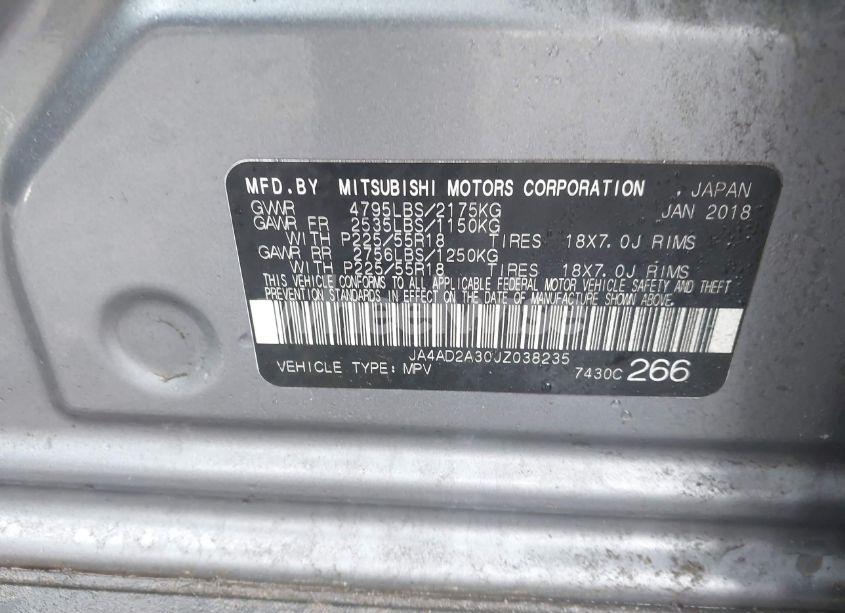 MFD.BY MITSUBISHI MOTORS CORPORATION , JAPAN
GVWR 4795LBS/2175KG JAN 2018
GAWR FR 2535LBS/1150KG
WITH P225/55R18 TIRES 18X7.0J RIMS
GAWR RR 2756LBS/1250KG
WITH P225/55R18 TIRES 18X7.0J RIMS
THIS VEHICLE CONFORMS TO ALL APPLICABLE FEDERAL MOTOR VEHICLE SAFETY AND THEFT
PREVENTION STANDARDS IN EFFECT ON THE DATE OF MANUFACTURE SHOWN ABOVE.
JA4AD2A30JZ038235
VEHICLE TYPE: MPV 7430C 266